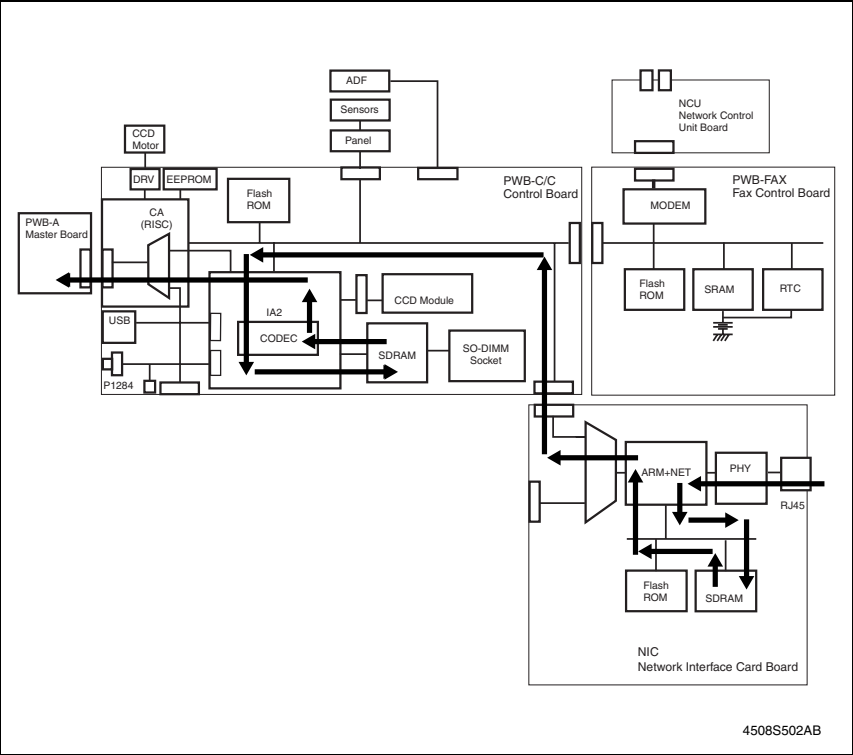 ADF
Sensors
Panel
NCU
Network Control
Unit Board
CCD
Motor
DRV
EEPROM
Flash
ROM
PWB-C/C
Control Board
PWB-FAX
Fax Control Board
MODEM
PWB-A
Master Board
CA
(RISC)
Flash
ROM
SRAM
RTC
CCD Module
IA2
USB
CODEC
SDRAM
SO-DIMM
Socket
P1284
ARM+NET
PHY
RJ45
Flash
ROM
SDRAM
NIC
Network Interface Card Board
4508S502AB